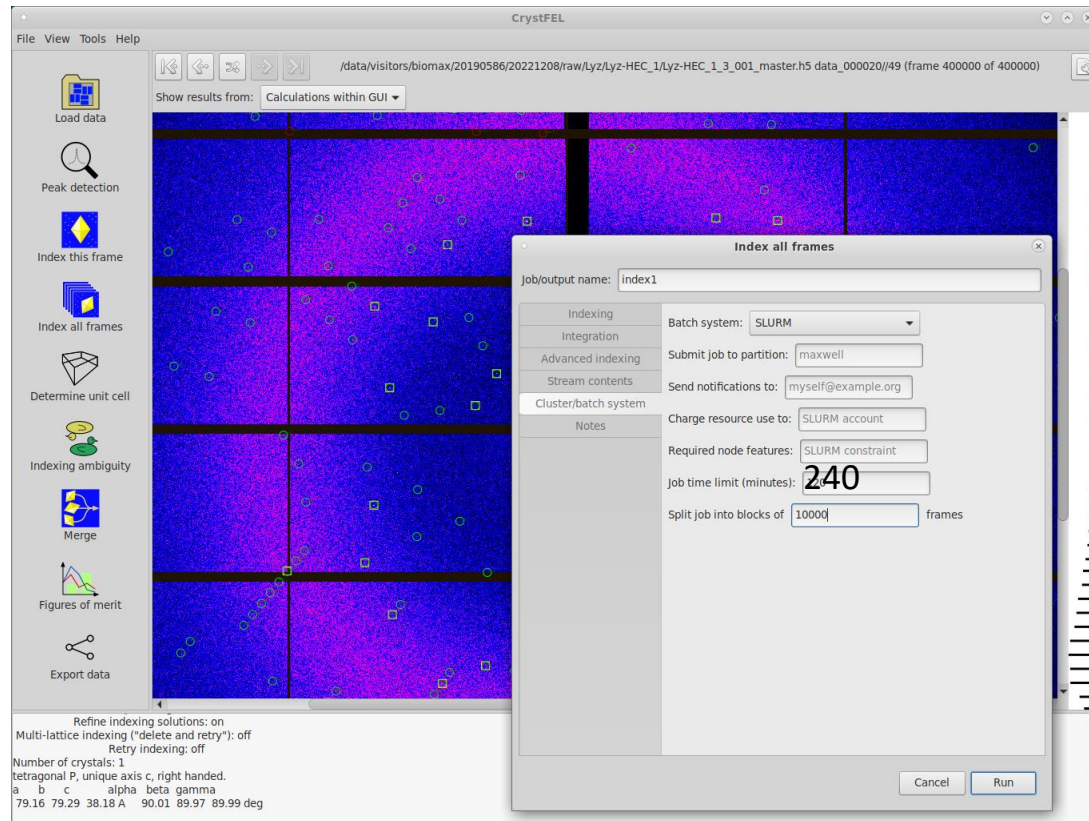 CrystFEL
File View Tools Help
/data/visitors/biomax/20190586/20221208/raw/Lyz/Lyz-HEC_1/Lyz-HEC_1_3_001_master.h5 data_000020//49 (frame 400000 of 400000)
Show results from: Calculations within GUI
Load data
Peak detection
Index this frame
Index all frames
Determine unit cell
Indexing ambiguity
Merge
Figures of merit
Export data
Index all frames
Job/output name: index1
Indexing
Integration
Advanced indexing
Stream contents
Cluster/batch system
Notes
Batch system: SLURM
Submit job to partition: maxwell
Send notifications to: myself@example.org
Charge resource use to: SLURM account
Required node features: SLURM constraint
Job time limit (minutes): 240
Split job into blocks of 10000 frames
Cancel Run
Refine indexing solutions: on
Multi-lattice indexing ("delete and retry"): off
Retry indexing: off
Number of crystals: 1
tetragonal P, unique axis c, right handed.
a b c alpha beta gamma
79.16 79.29 38.18 A 90.01 89.97 89.99 deg